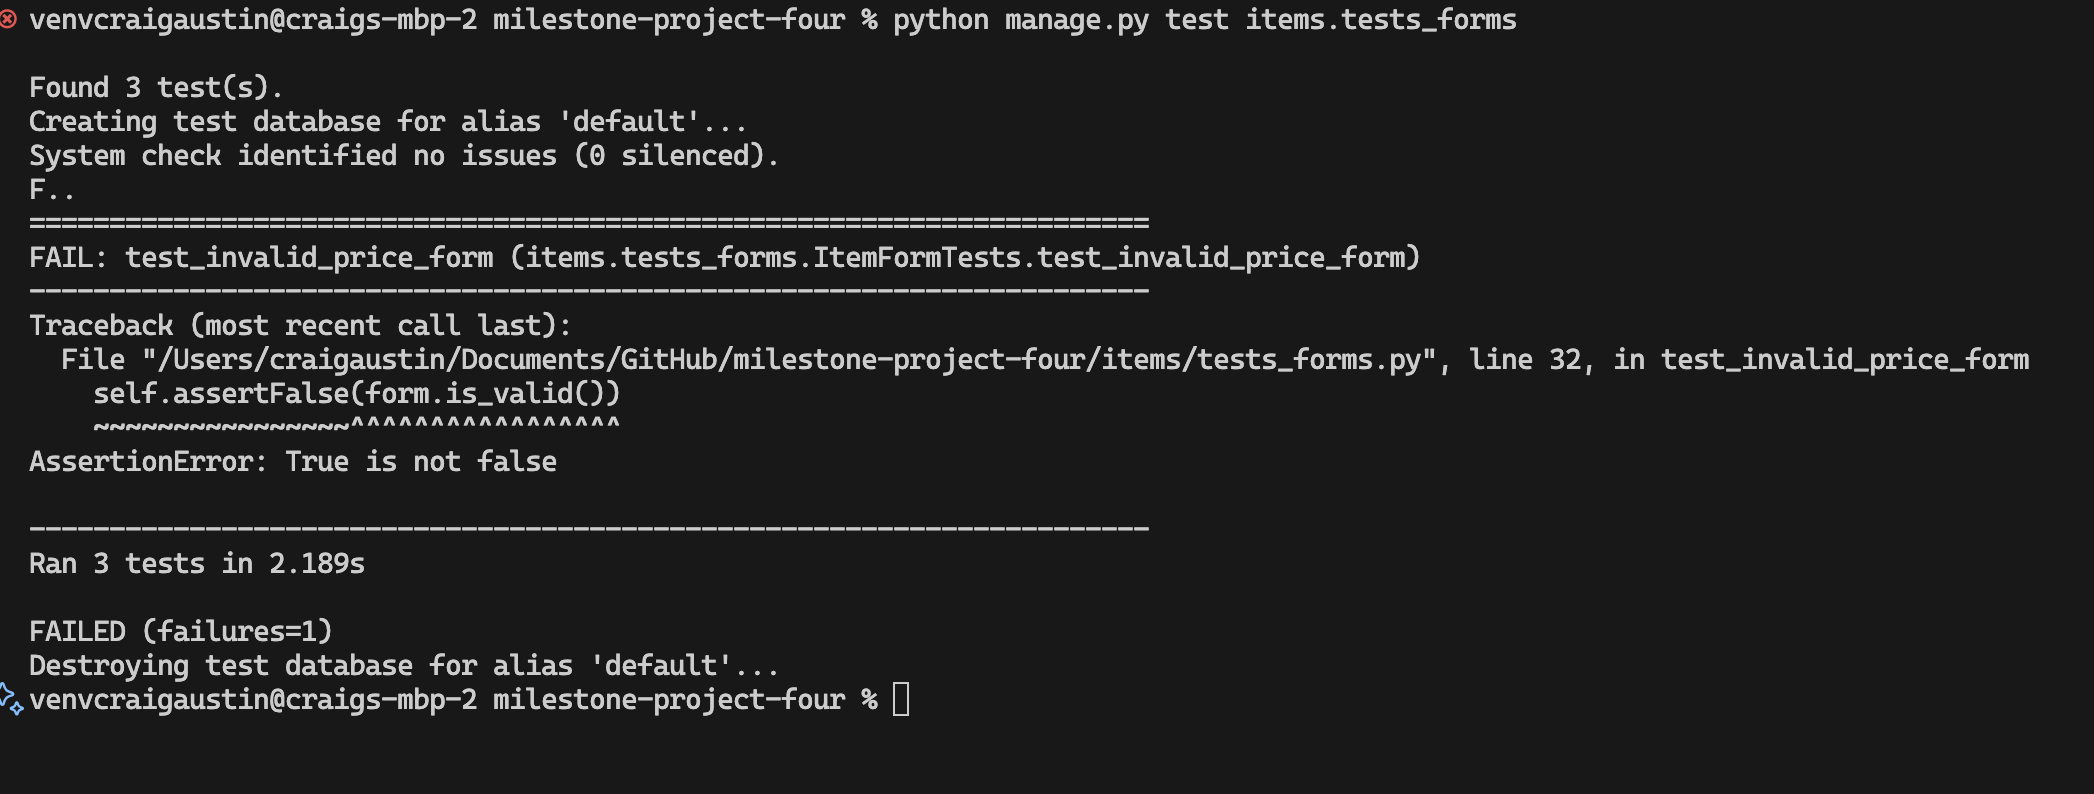 venvcraigaustin@craigs-mbp-2 milestone-project-four % python manage.py test items.tests_forms
Found 3 test(s).
Creating test database for alias 'default'...
System check identified no issues (0 silenced).
F..
======================================================================
FAIL: test_invalid_price_form (items.tests_forms.ItemFormTests.test_invalid_price_form)
----------------------------------------------------------------------
Traceback (most recent call last):
  File "/Users/craigaustin/Documents/GitHub/milestone-project-four/items/tests_forms.py", line 32, in test_invalid_price_form
    self.assertFalse(form.is_valid())
    ~~~~~~~~~~~~~~~~^^^^^^^^^^^^^^^^^
AssertionError: True is not false
----------------------------------------------------------------------
Ran 3 tests in 2.189s
FAILED (failures=1)
Destroying test database for alias 'default'...
venvcraigaustin@craigs-mbp-2 milestone-project-four %